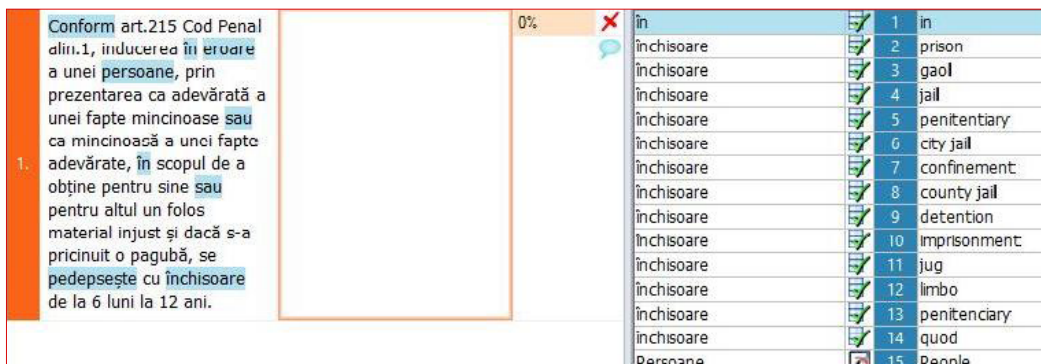 Conform art.215 Cod Penal
alin.1, inducerea în eroare
a unei persoane, prin
prezentarea ca adevărată a
unei fapte mincinoase sau
ca mincinoasă a unei fapte
1. adevărate, în scopul de a
obține pentru sine sau
pentru altul un folos
material injust și dacă s-a
pricinuit o pagubă, se
pedepsește cu închisoare
de la 6 luni la 12 ani.
0%
în 1 in
închisoare 2 prison
închisoare 3 gaol
închisoare 4 jail
închisoare 5 penitentiary
închisoare 6 city jail
închisoare 7 confinement
închisoare 8 county jail
închisoare 9 detention
închisoare 10 imprisonment
închisoare 11 jug
închisoare 12 limbo
închisoare 13 penitenciary
închisoare 14 quod
Persoane 15 People